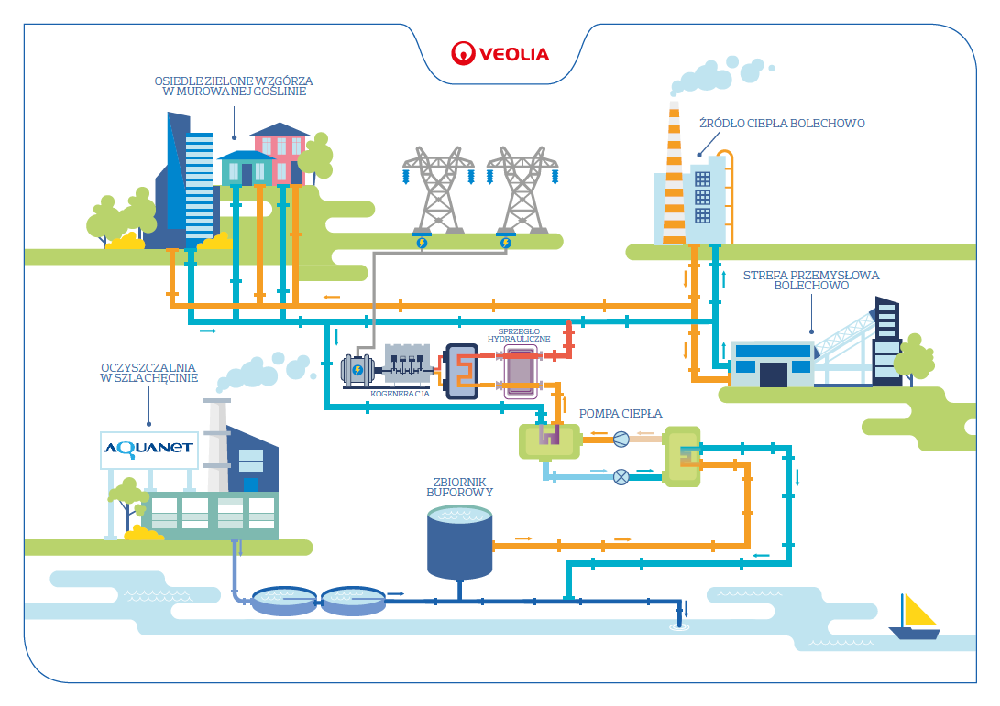 VEOLIA
OSIEDLE ZIELONE WZGÓRZA
W MUROWANEJ GOŚLINIE
ŹRÓDŁO CIEPŁA BOLECHOWO
STREFA PRZEMYSŁOWA
BOLECHOWO
SPRZĘGŁO
HYDRAULICZNE
OCZYSZCZALNIA
W SZLACHĘCINIE
KOGENERACJA
POMPA CIEPŁA
AQUANET
ZBIORNIK
BUFOROWY